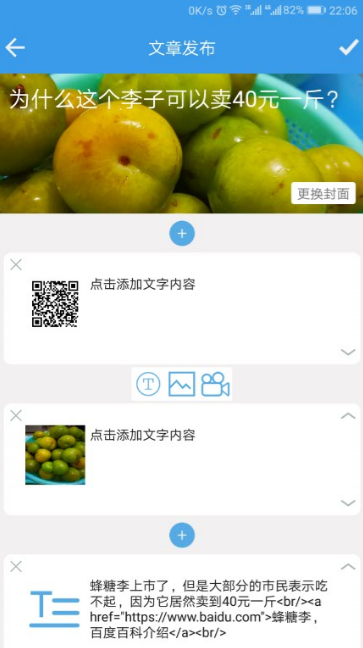 0K/s 82% 22:06
文章发布
为什么这个李子可以卖40元一斤？
更换封面
点击添加文字内容
T
点击添加文字内容
T
蜂糖李上市了，但是大部分的市民表示吃
不起，因为它居然卖到40元一斤<br/><a
href="https://www.baidu.com">蜂糖李，
百度百科介绍</a><br/>